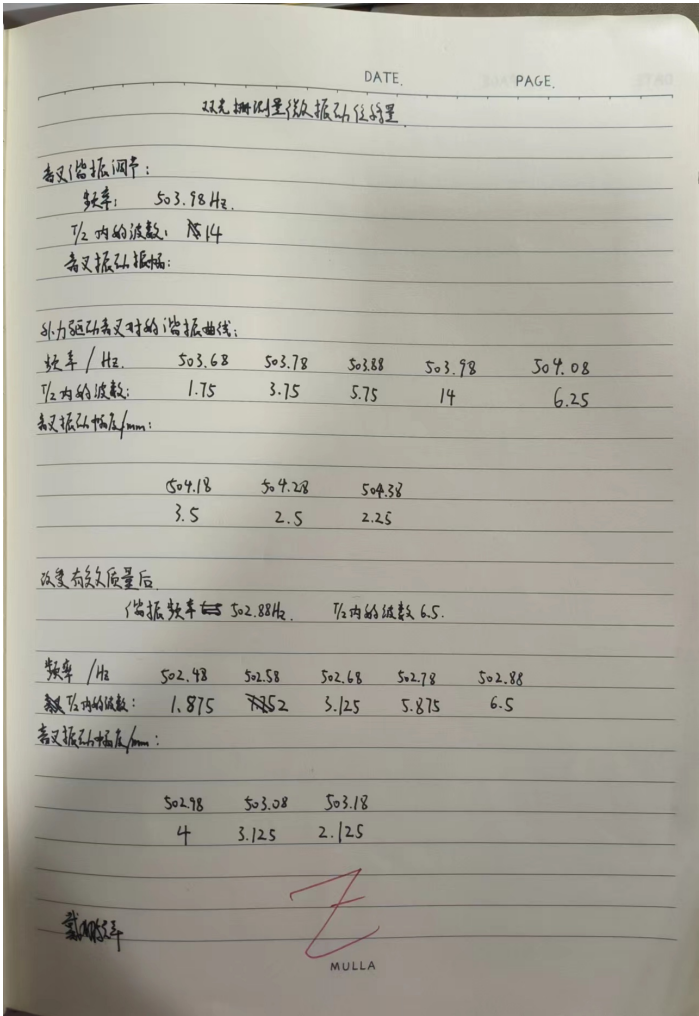 DATE. PAGE.
双光栅测量微振动位移量
音叉谐振调节:
频率: 503.98Hz.
T/2内的波数: 14
音叉振动振幅:
外力驱动音叉时的谐振曲线:
频率/Hz. 503.68 503.78 503.88 503.98 504.08
T/2内的波数: 1.75 3.75 5.75 14 6.25
音叉振动幅度/mm:
504.18 504.28 504.38
3.5 2.5 2.25
改变有效质量后
谐振频率 502.88Hz. T/2内的波数 6.5.
频率/Hz 502.48 502.58 502.68 502.78 502.88
T/2内的波数: 1.875 2 3.125 5.875 6.5
音叉振动幅度/mm:
502.98 503.08 503.18
4 3.125 2.125
MULLA